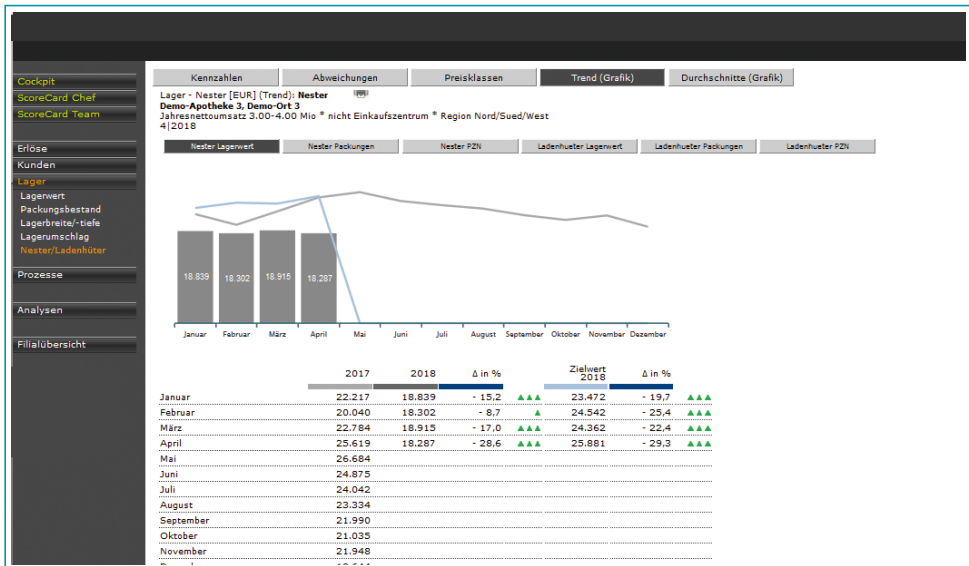 Cockpit
ScoreCard Chef
ScoreCard Team
Erlöse
Kunden
Lager
Lagerwert
Packungsbestand
Lagerbreite/-tiefe
Lagerumschlag
Nester/Ladenhüter
Prozesse
Analysen
Filialübersicht
Kennzahlen Abweichungen Preisklassen Trend (Grafik) Durchschnitte (Grafik)
Lager - Nester [EUR] (Trend): Nester
Demo-Apotheke 3, Demo-Ort 3
Jahresnettoumsatz 3.00-4.00 Mio * nicht Einkaufszentrum * Region Nord/Sued/West
4|2018
Nester Lagerwert Nester Packungen Nester PZN Ladenhueter Lagerwert Ladenhueter Packungen Ladenhueter PZN
18.839 18.302 18.915 18.287
Januar Februar März April Mai Juni Juli August September Oktober November Dezember
2017 2018 Δ in % Zielwert 2018 Δ in %
Januar 22.217 18.839 - 15,2 ▲▲▲ 23.472 - 19,7 ▲▲▲
Februar 20.040 18.302 - 8,7 ▲ 24.542 - 25,4 ▲▲▲
März 22.784 18.915 - 17,0 ▲▲▲ 24.362 - 22,4 ▲▲▲
April 25.619 18.287 - 28,6 ▲▲▲ 25.881 - 29,3 ▲▲▲
Mai 26.684
Juni 24.875
Juli 24.042
August 23.334
September 21.990
Oktober 21.035
November 21.948